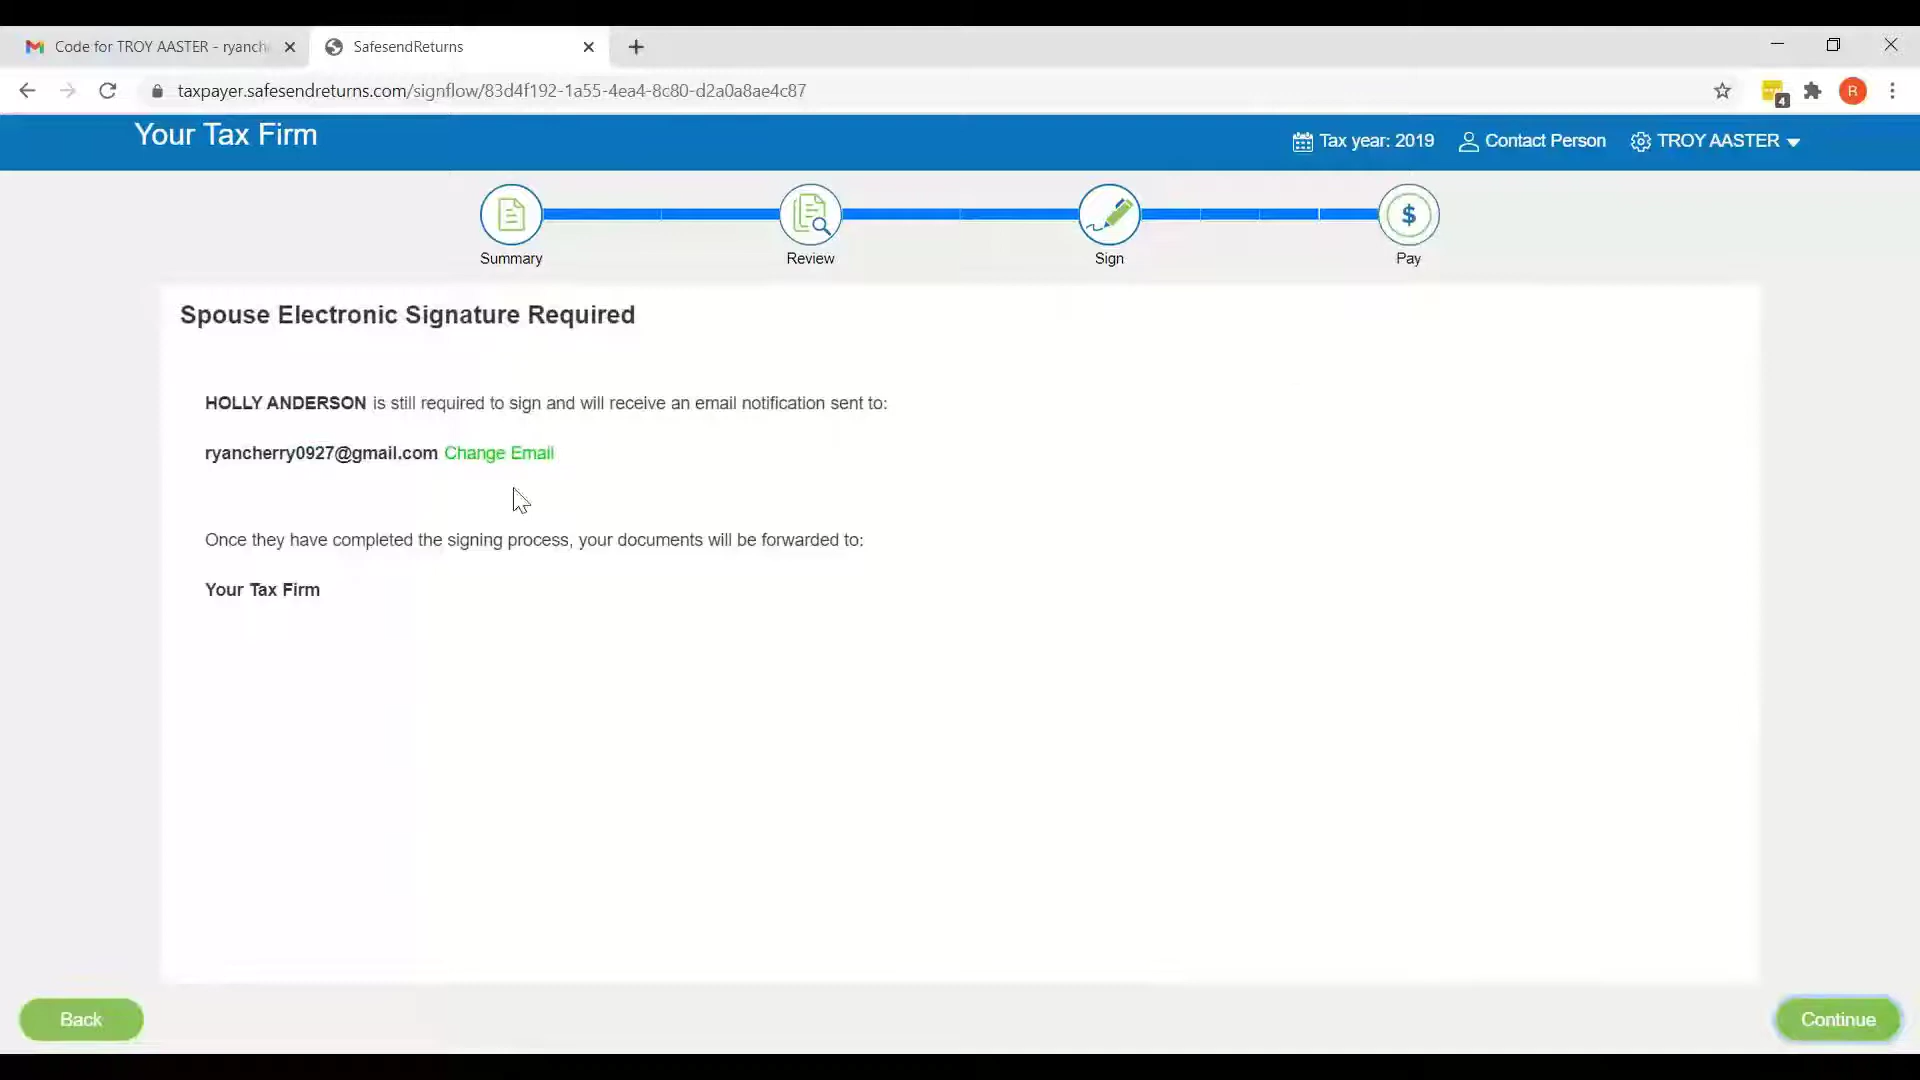 Code for TROY AASTER - ryanch
SafesendReturns
taxpayer.safesendreturns.com/signflow/83d4f192-1a55-4ea4-8c80-d2a0a8ae4c87
4
R
Your Tax Firm
Tax year: 2019
Contact Person
TROY AASTER
$
Summary
Review
Sign
Pay
Spouse Electronic Signature Required
HOLLY ANDERSON is still required to sign and will receive an email notification sent to:
ryancherry0927@gmail.com Change Email
Once they have completed the signing process, your documents will be forwarded to:
Your Tax Firm
Back
Continue